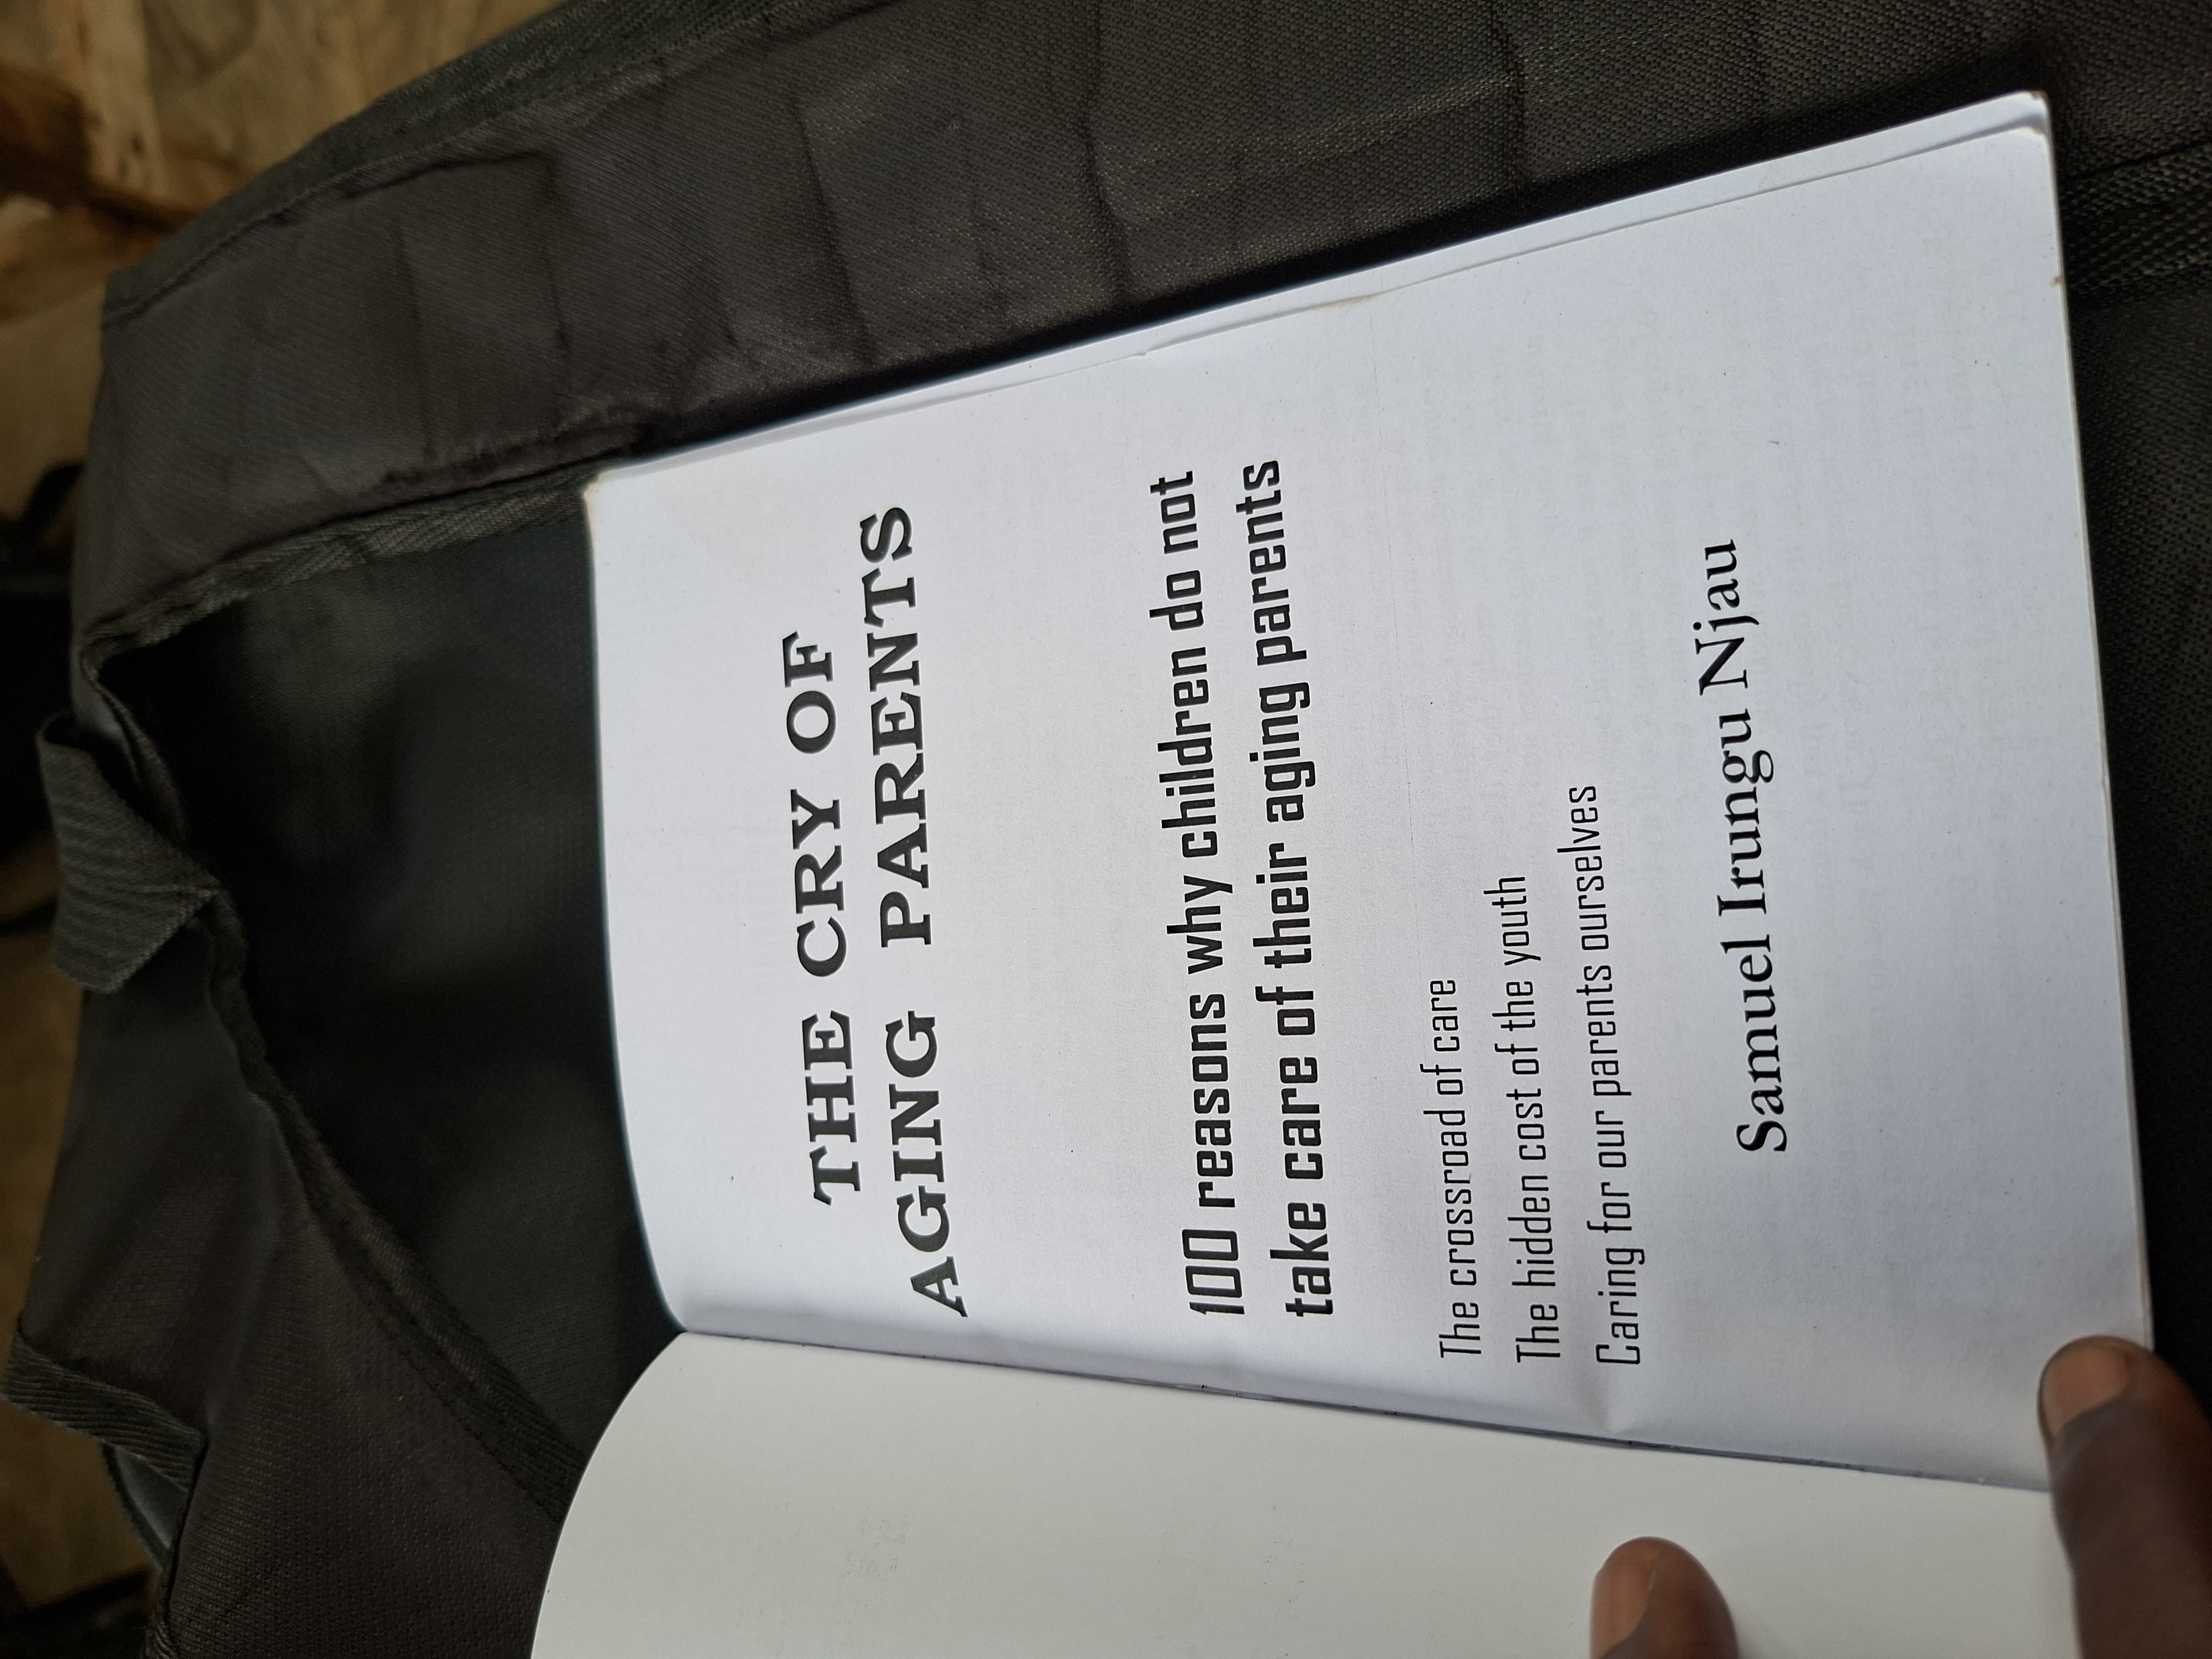 THE CRY OF
AGING PARENTS
100 reasons why children do not
take care of their aging parents
The crossroad of care
The hidden cost of the youth
Caring for our parents ourselves
Samuel Irungu Njau